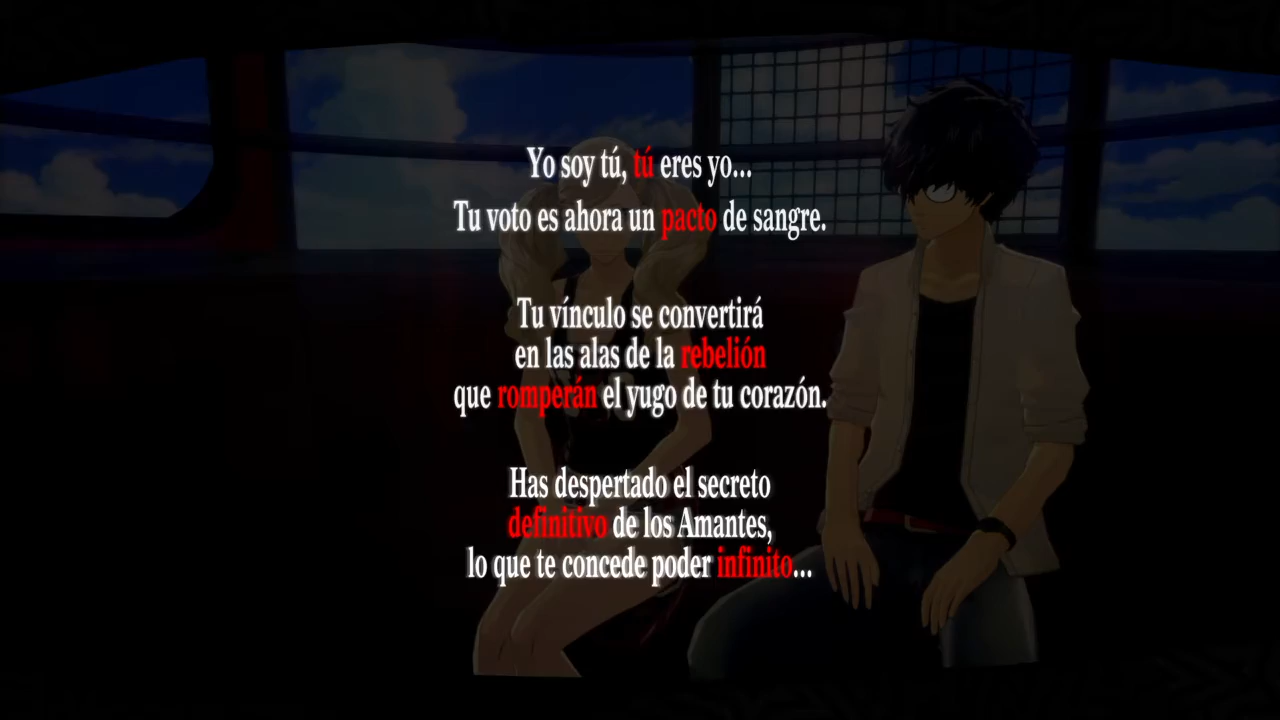 Yo soy tú, tú eres yo...
Tu voto es ahora un pacto de sangre.
Tu vínculo se convertirá
en las alas de la rebelión
que romperán el yugo de tu corazón.
Has despertado el secreto
definitivo de los Amantes,
lo que te concede poder infinito...